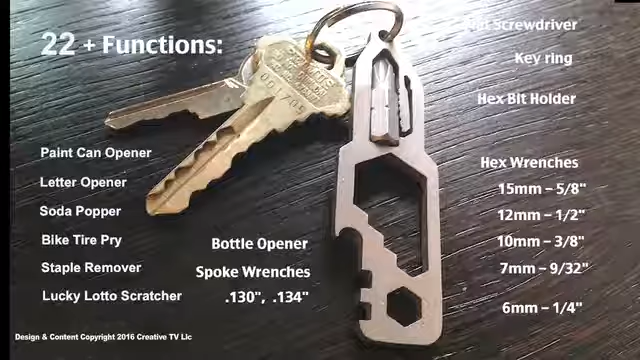 22 + Functions:
Screwdriver
Key ring
Hex Bit Holder
Paint Can Opener
Letter Opener
Soda Popper
Bike Tire Pry
Staple Remover
Lucky Lotto Scratcher
Bottle Opener
Spoke Wrenches
.130", .134"
Hex Wrenches
15mm – 5/8"
12mm – 1/2"
10mm – 3/8"
7mm – 9/32"
6mm – 1/4"
Design & Content Copyright 2016 Creative TV Llc